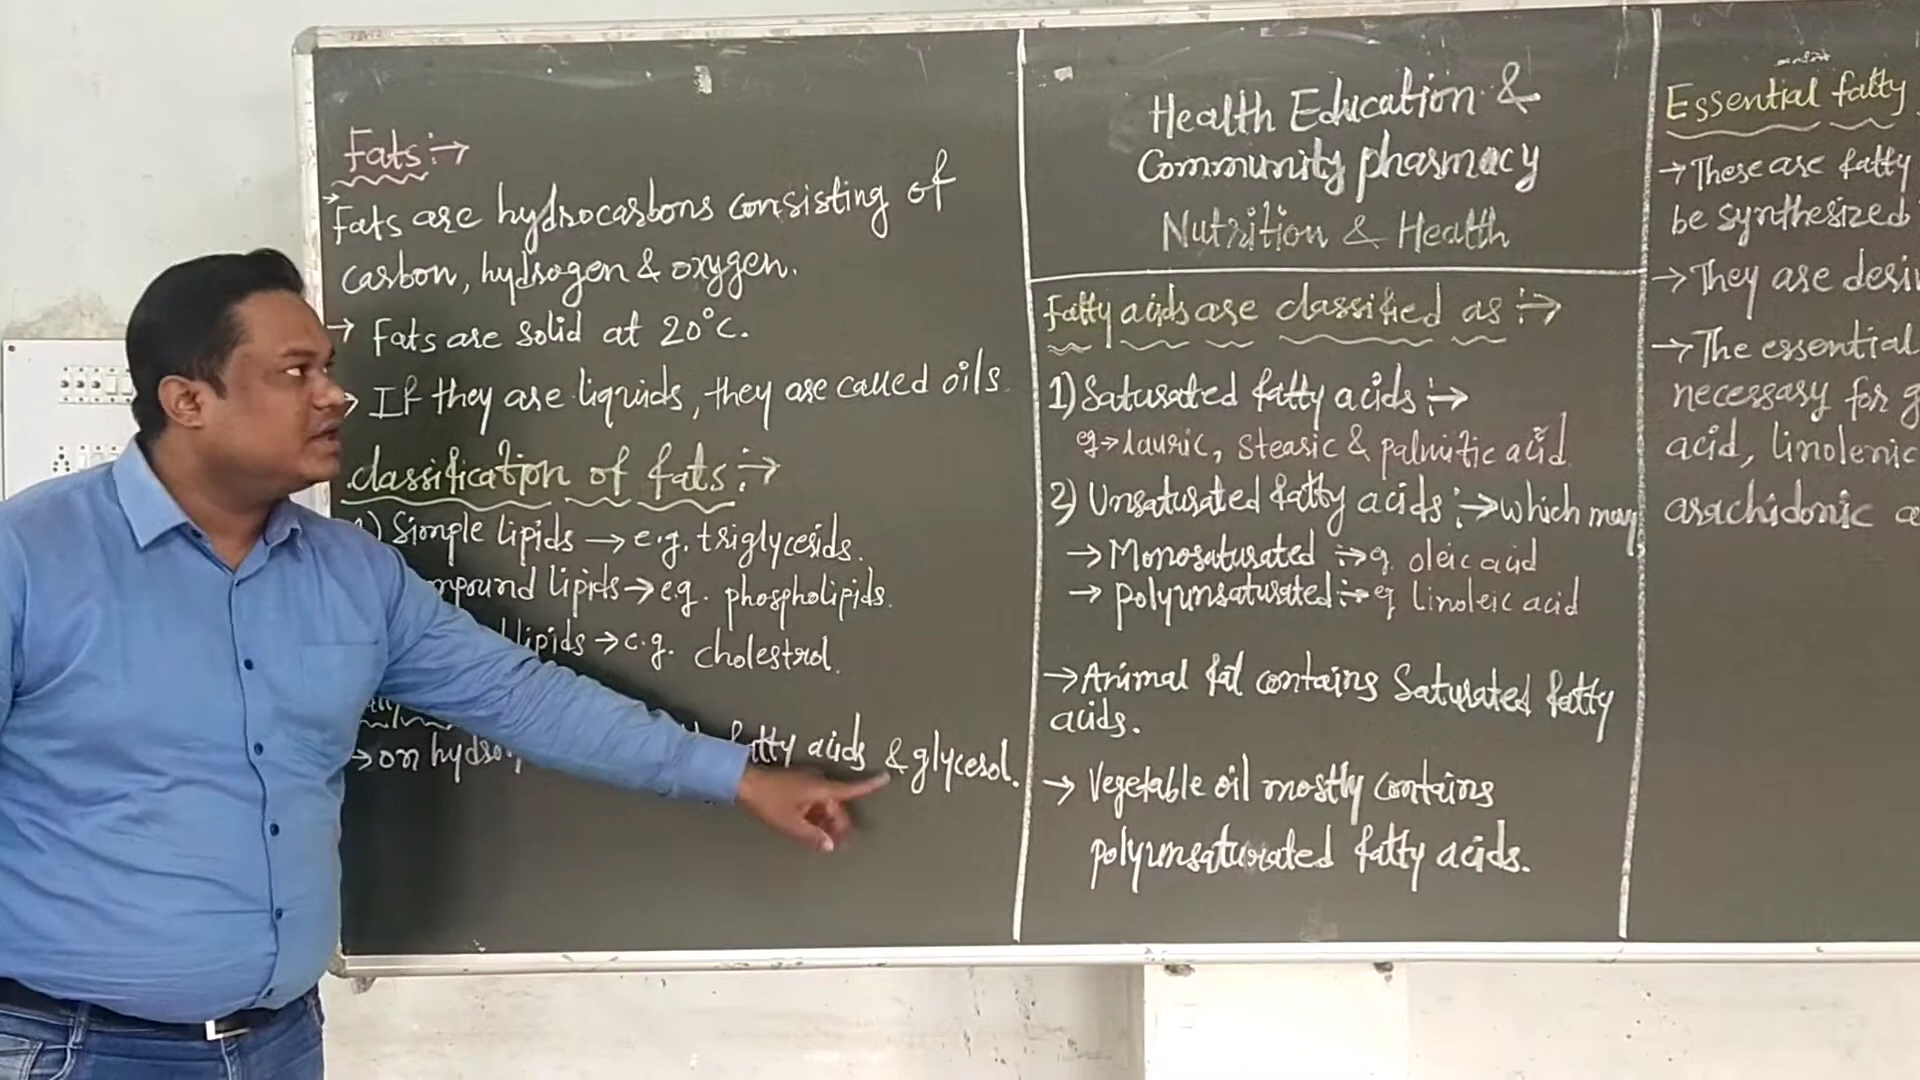 Fats :→
→ Fats are hydrocarbons consisting of
carbon, hydrogen & oxygen.
→ Fats are solid at 20°c.
→ If they are liquids, they are called oils.
classification of fats :→
1) Simple lipids → e.g. triglycerids.
mpound lipids → e.g. phospholipids.
lipids → e.g. cholestrol.
→ on hydro fatty acids & glycerol.
Health Education &
Community pharmacy
Nutrition & Health
Fatty acids are classified as :→
1) Saturated fatty acids :→
eg → lauric, stearic & palmitic acid
2) Unsaturated fatty acids :→ which may
→ Monosaturated :→ eg. oleic acid
→ polyunsaturated :→ eg linoleic acid
→ Animal fat contains Saturated fatty
acids.
→ Vegetable oil mostly contains
polyunsaturated fatty acids.
Essential fatty
→ These are fatty
be synthesized
→ They are deri
→ The essential
necessary for g
acid, linolenic
arachidonic a